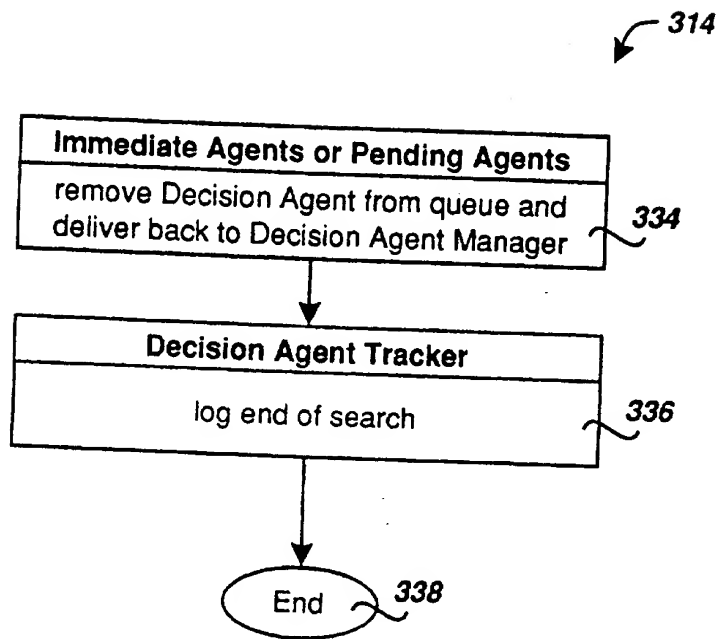 314
Immediate Agents or Pending Agents
remove Decision Agent from queue and
deliver back to Decision Agent Manager
334
Decision Agent Tracker
log end of search
336
End
338